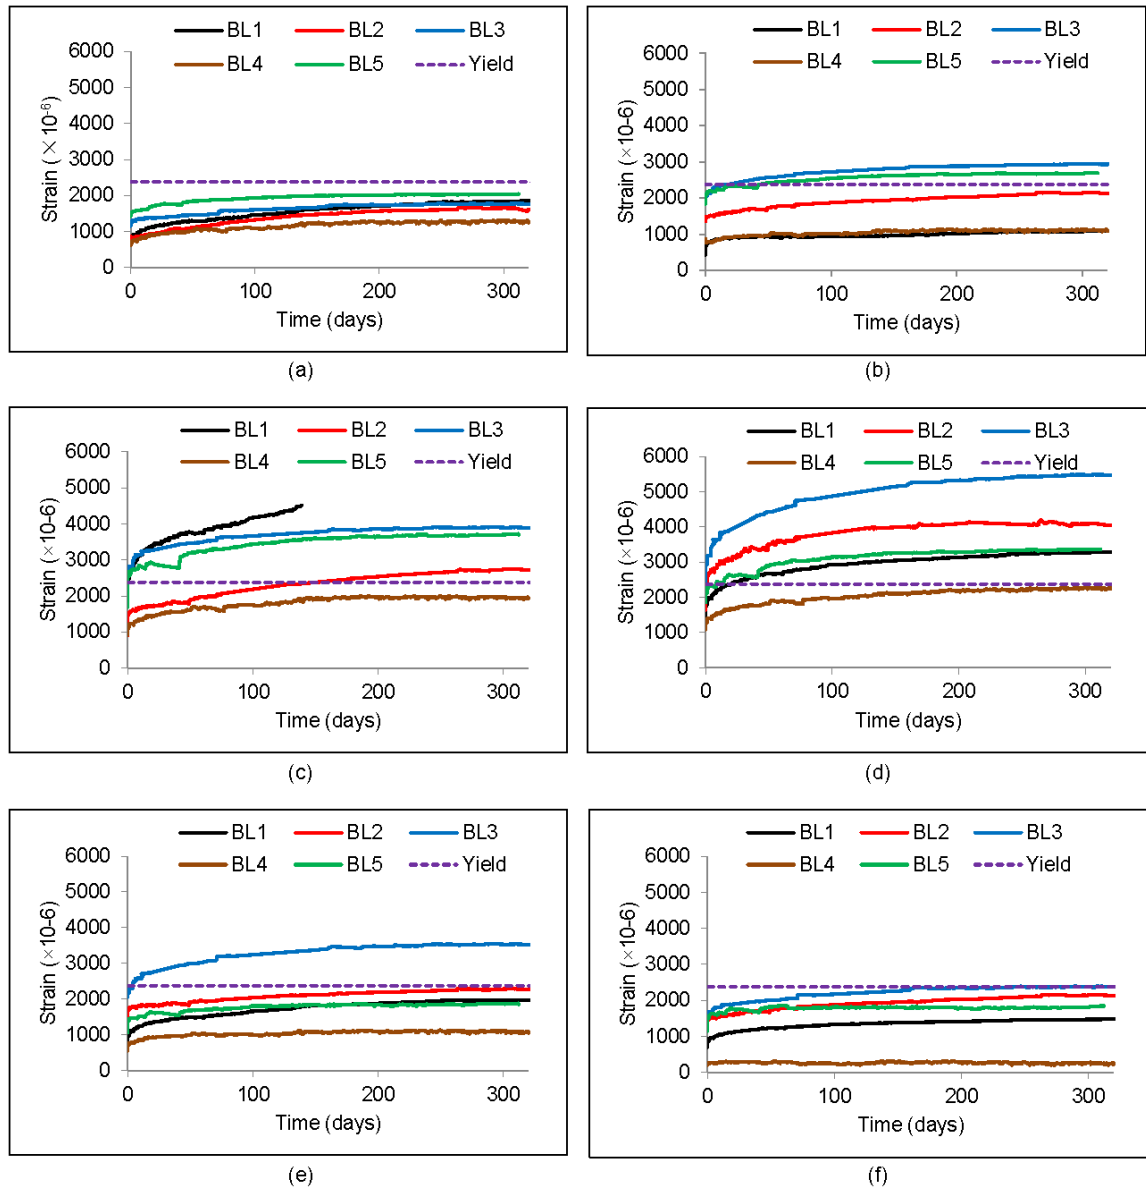 BL1 BL2 BL3
BL4 BL5 Yield
6000
5000
4000
3000
2000
1000
0
Strain (×10⁻⁶)
0 100 200 300
Time (days)
(a)
BL1 BL2 BL3
BL4 BL5 Yield
6000
5000
4000
3000
2000
1000
0
Strain (×10-6)
0 100 200 300
Time (days)
(b)
BL1 BL2 BL3
BL4 BL5 Yield
6000
5000
4000
3000
2000
1000
0
Strain (×10-6)
0 100 200 300
Time (days)
(c)
BL1 BL2 BL3
BL4 BL5 Yield
6000
5000
4000
3000
2000
1000
0
Strain (×10-6)
0 100 200 300
Time (days)
(d)
BL1 BL2 BL3
BL4 BL5 Yield
6000
5000
4000
3000
2000
1000
0
Strain (×10-6)
0 100 200 300
Time (days)
(e)
BL1 BL2 BL3
BL4 BL5 Yield
6000
5000
4000
3000
2000
1000
0
Strain (×10-6)
0 100 200 300
Time (days)
(f)